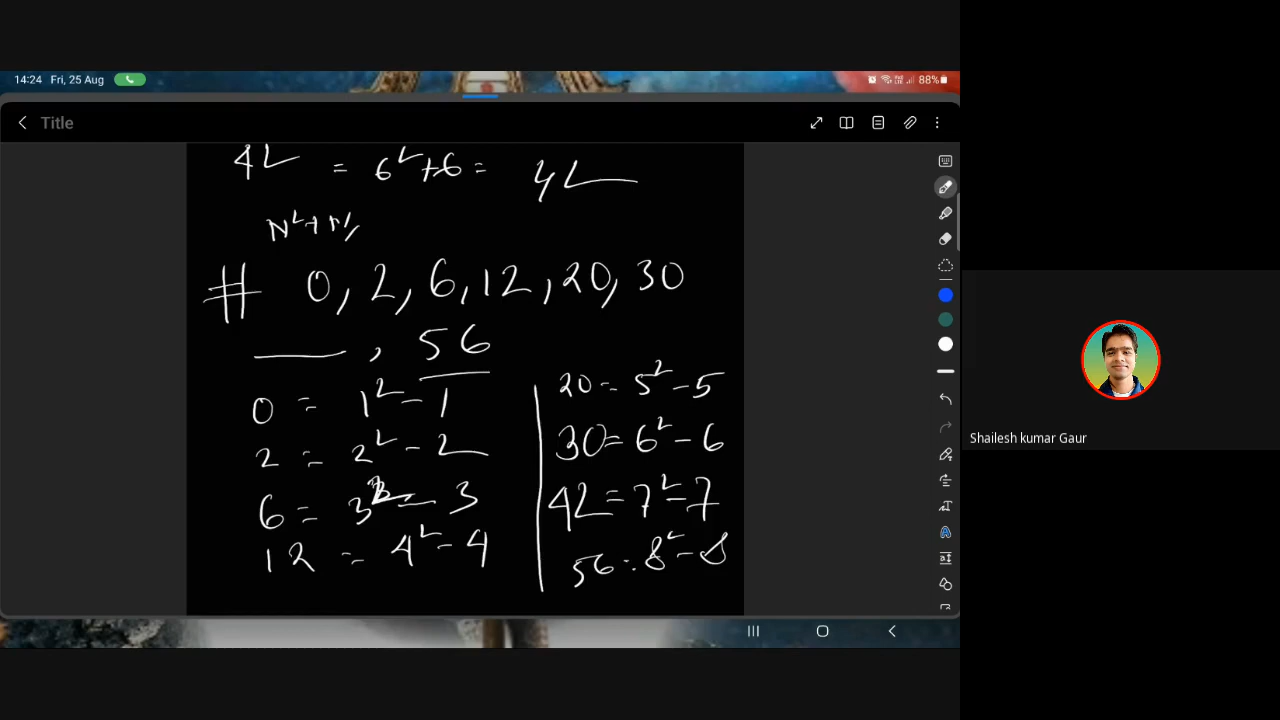 14:24 Fri, 25 Aug
88%
Title
42 = 6²+6 = 42
N²+N
# 0, 2, 6, 12, 20, 30
___, 56
0 = 1² - 1
2 = 2² - 2
6 = 3² - 3
12 = 4² - 4
20 = 5² - 5
30 = 6² - 6
42 = 7² - 7
56 = 8² - 8
Shailesh kumar Gaur